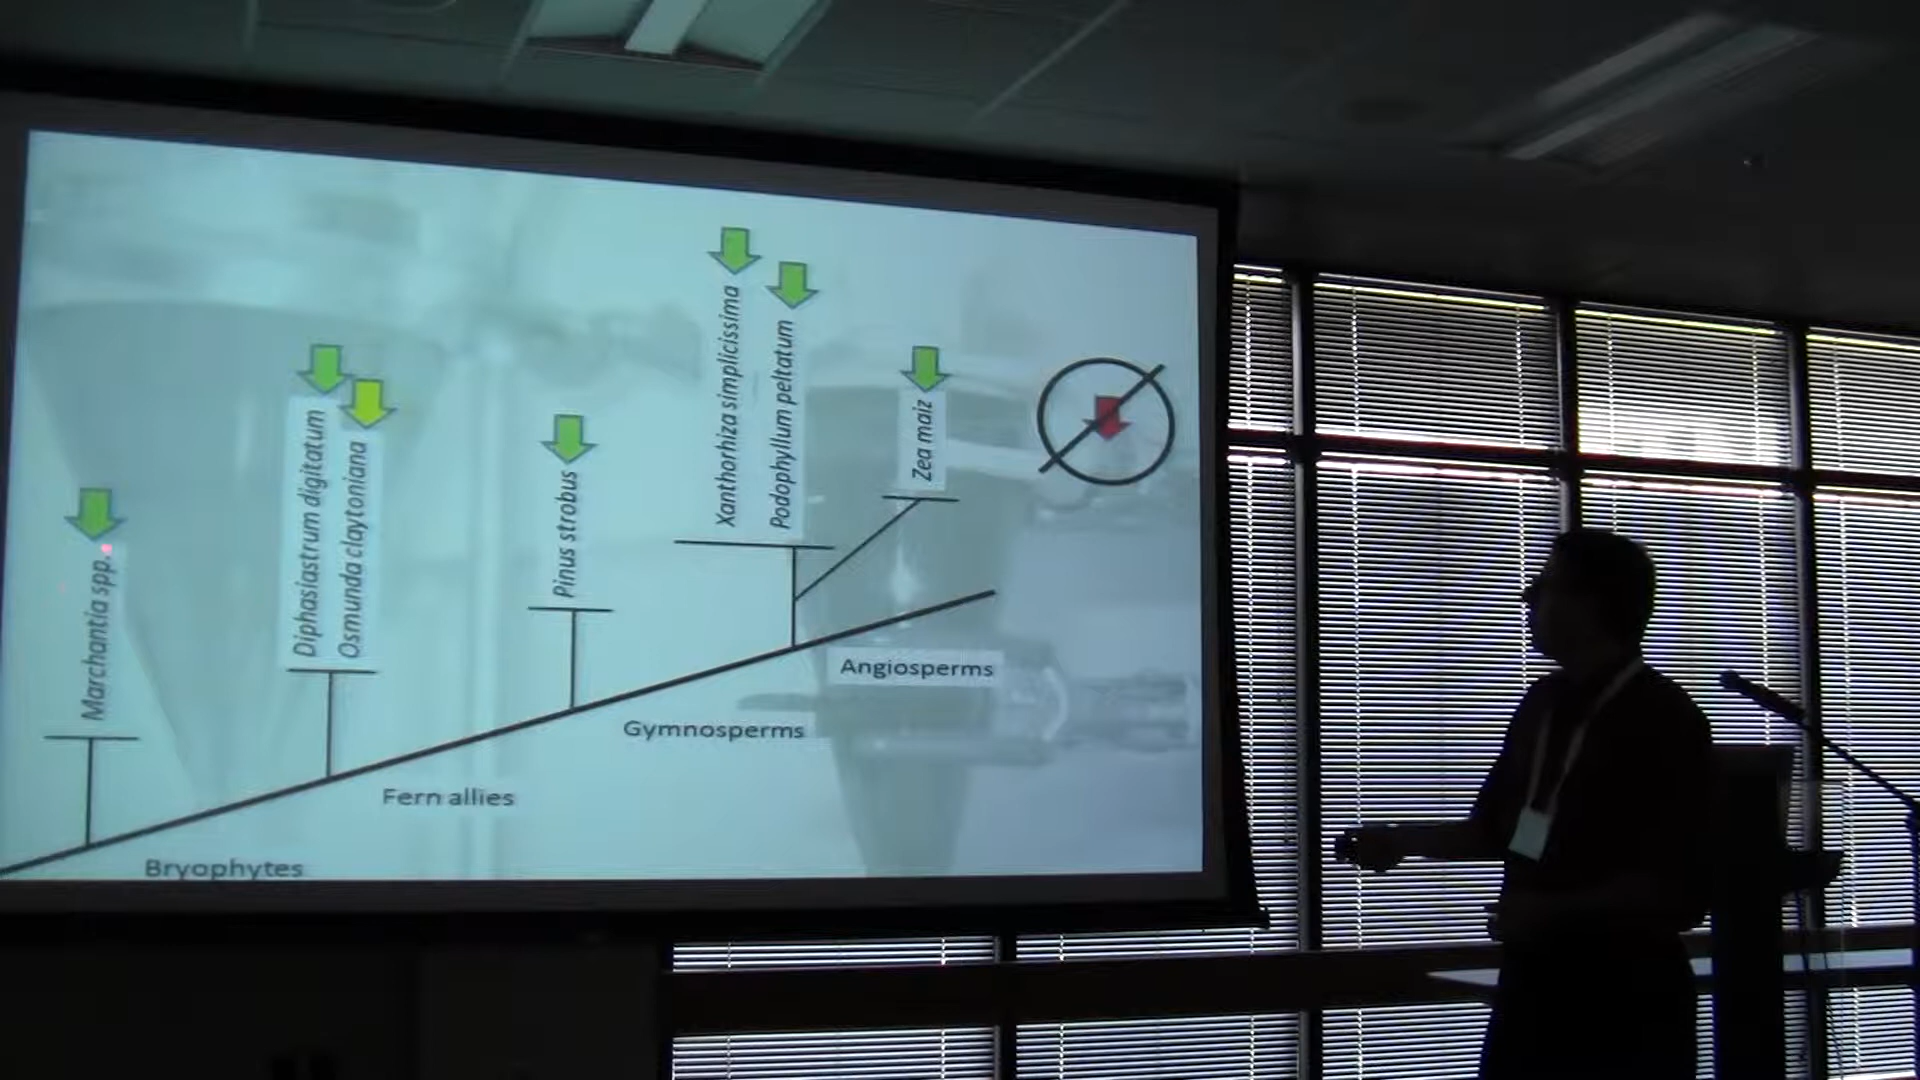 Marchantia spp.
Diphasiastrum digitatum
Osmunda claytoniana
Pinus strobus
Xanthorhiza simplicissima
Podophyllum peltatum
Zea maiz
Angiosperms
Gymnosperms
Fern allies
Bryophytes